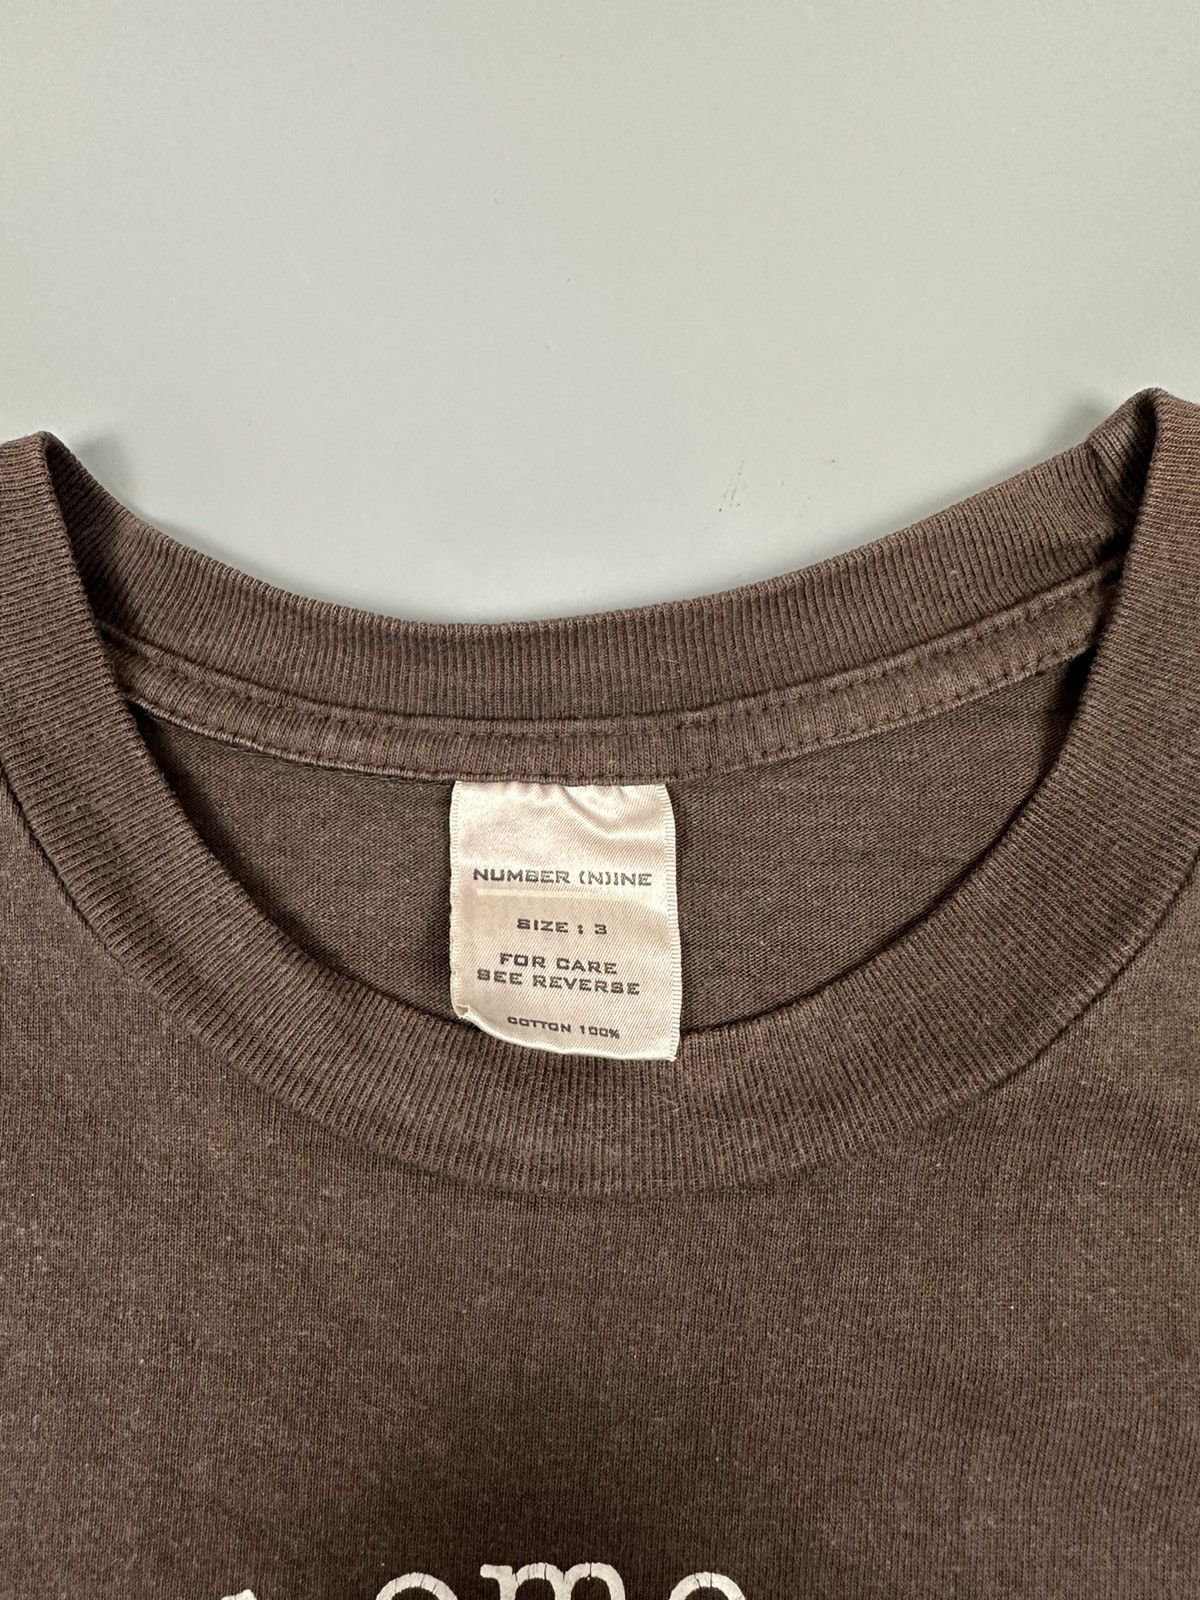 NUMBER (N)INE
SIZE : 3
FOR CARE
SEE REVERSE
COTTON 100%